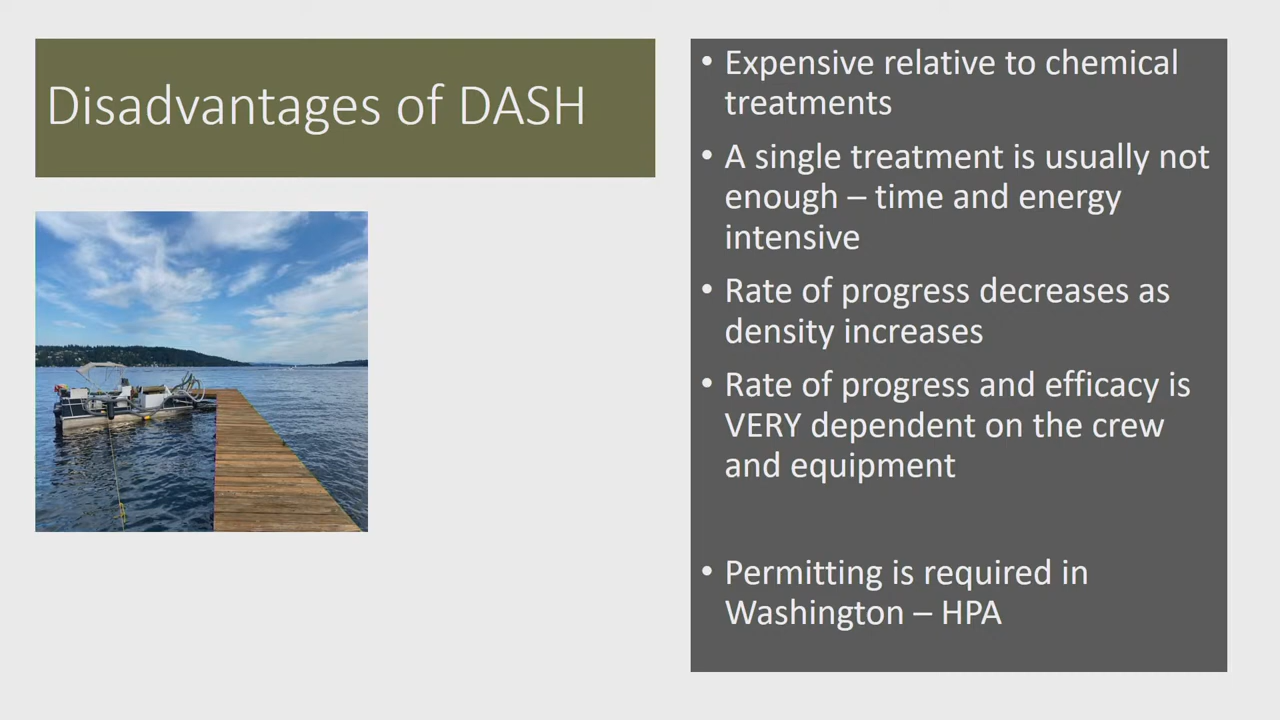 Disadvantages of DASH
• Expensive relative to chemical
treatments
• A single treatment is usually not
enough – time and energy
intensive
• Rate of progress decreases as
density increases
• Rate of progress and efficacy is
VERY dependent on the crew
and equipment
• Permitting is required in
Washington – HPA